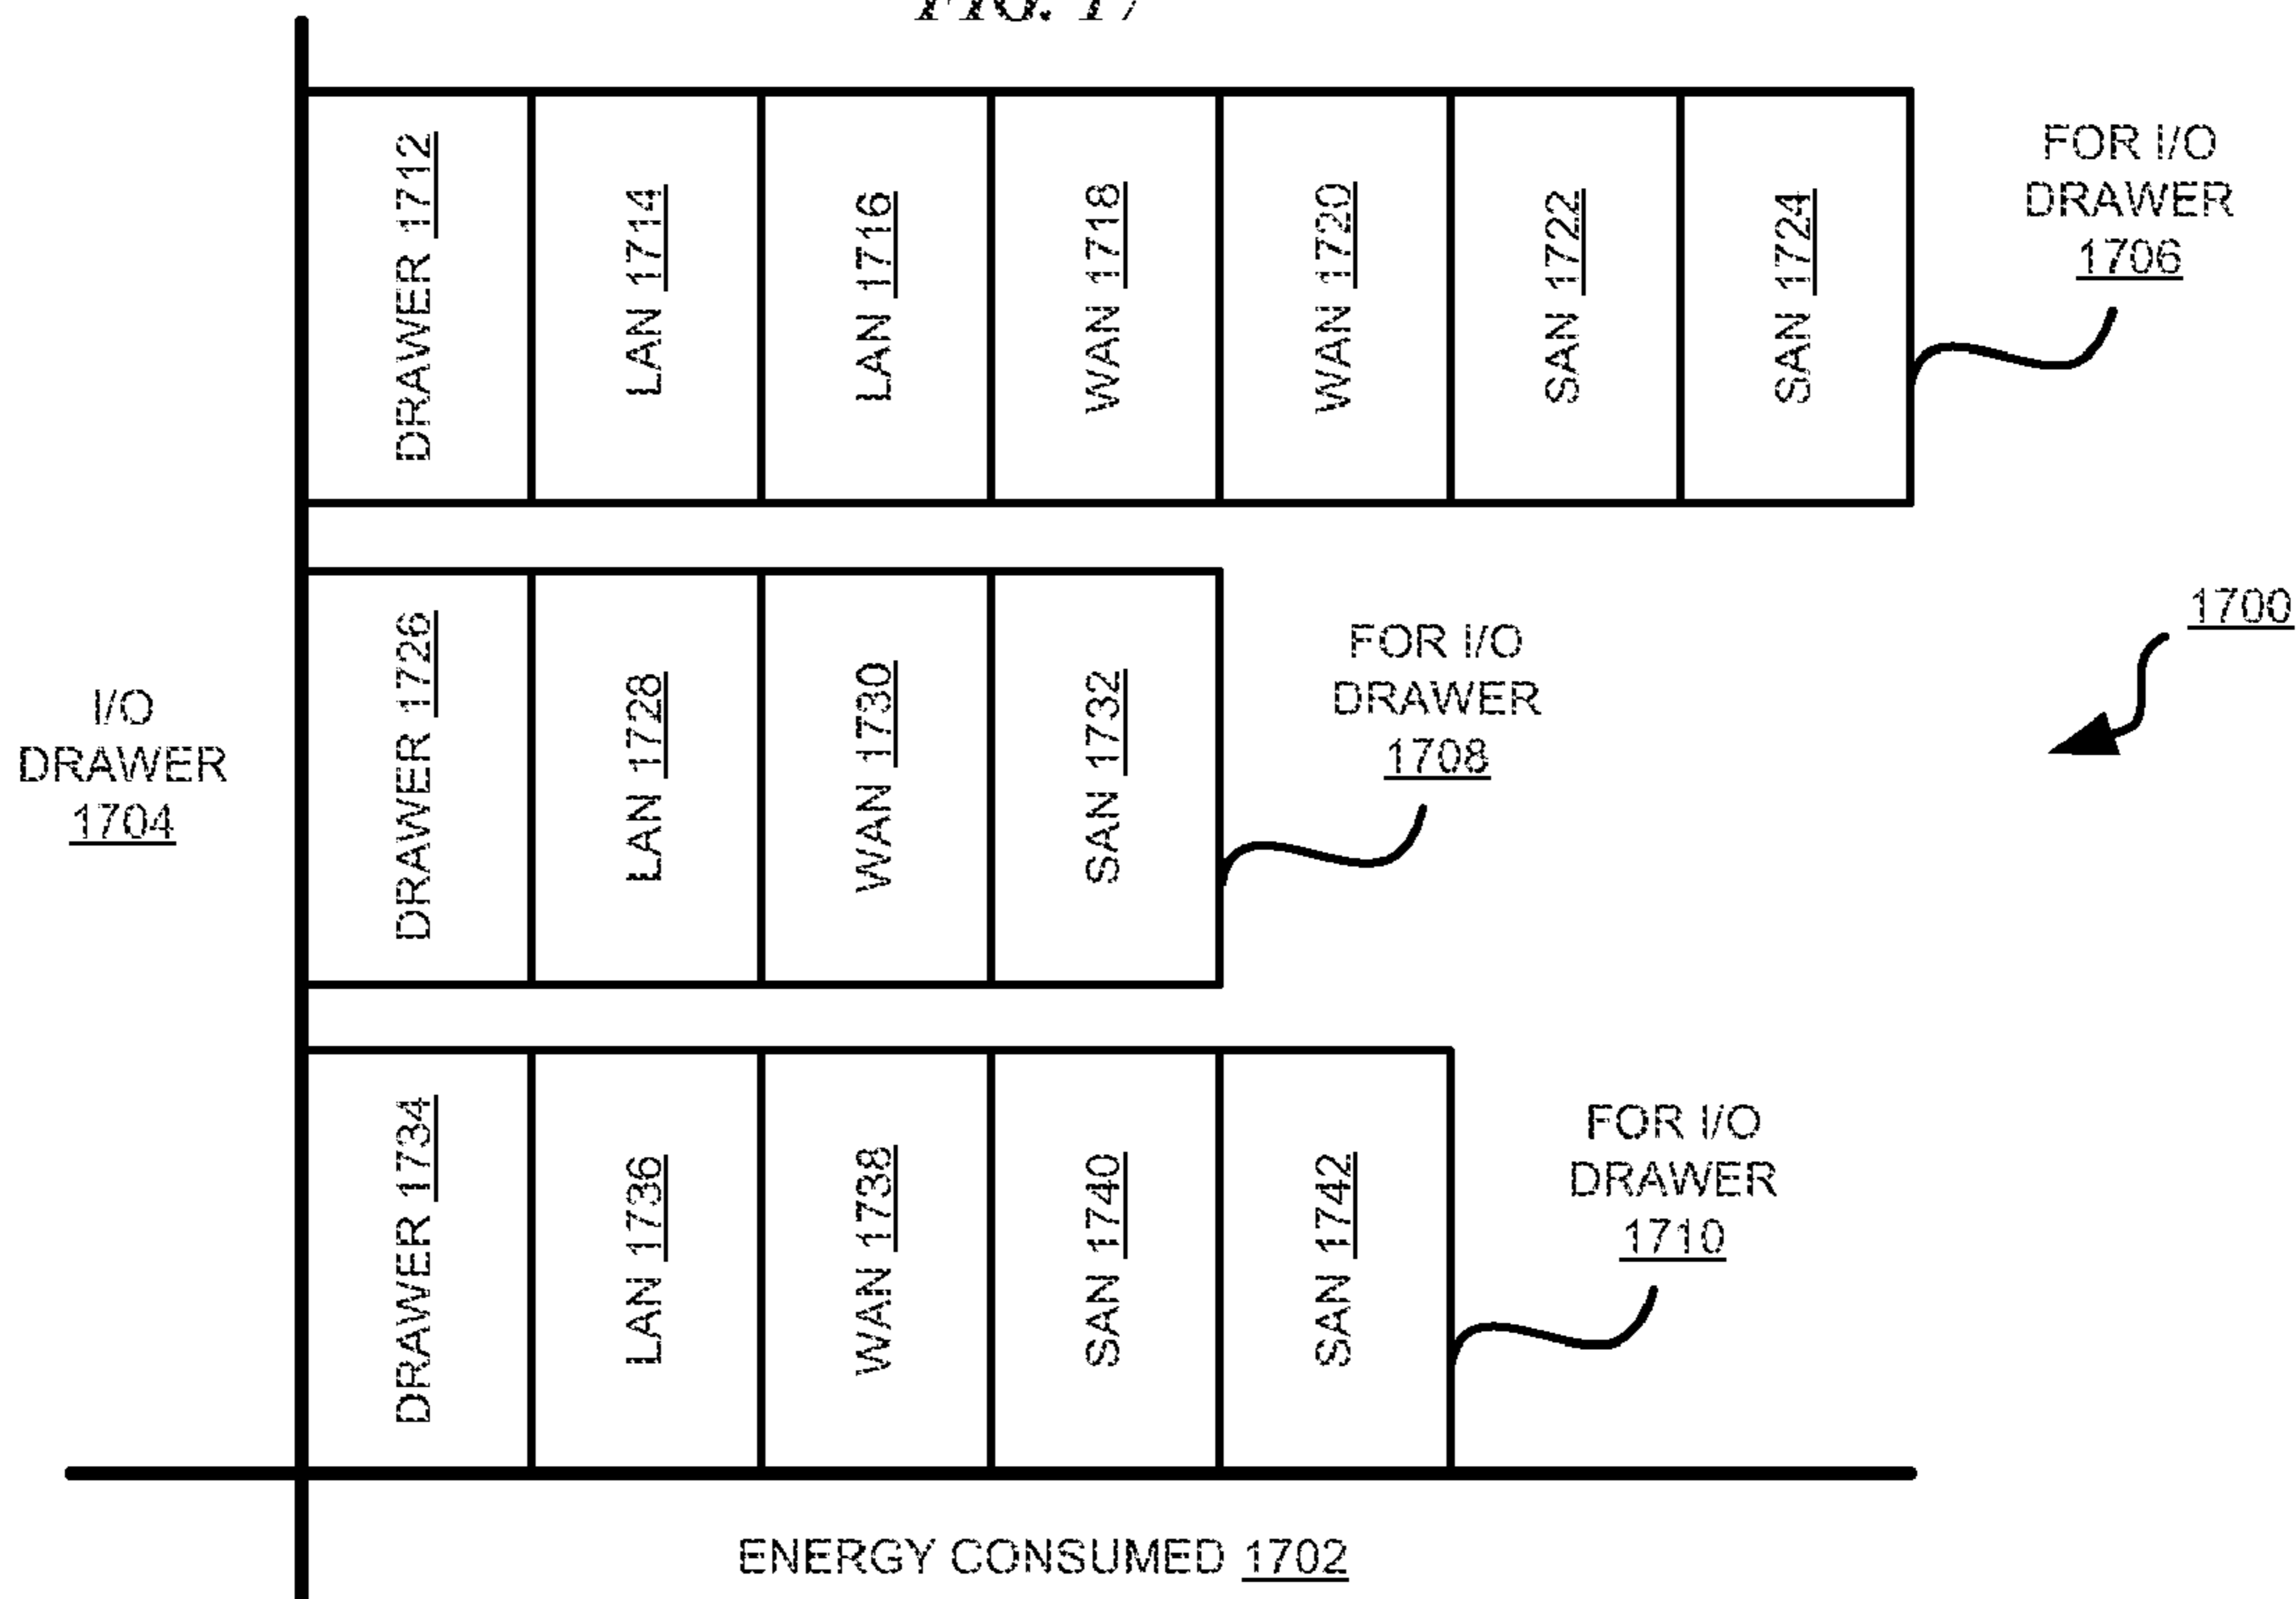 FIG. 17
DRAWER 1712
LAN 1714
LAN 1716
WAN 1718
WAN 1720
SAN 1722
SAN 1724
FOR I/O
DRAWER
1706
1700
I/O
DRAWER
1704
DRAWER 1726
LAN 1728
WAN 1730
SAN 1732
FOR I/O
DRAWER
1708
DRAWER 1734
LAN 1736
WAN 1738
SAN 1740
SAN 1742
FOR I/O
DRAWER
1710
ENERGY CONSUMED 1702